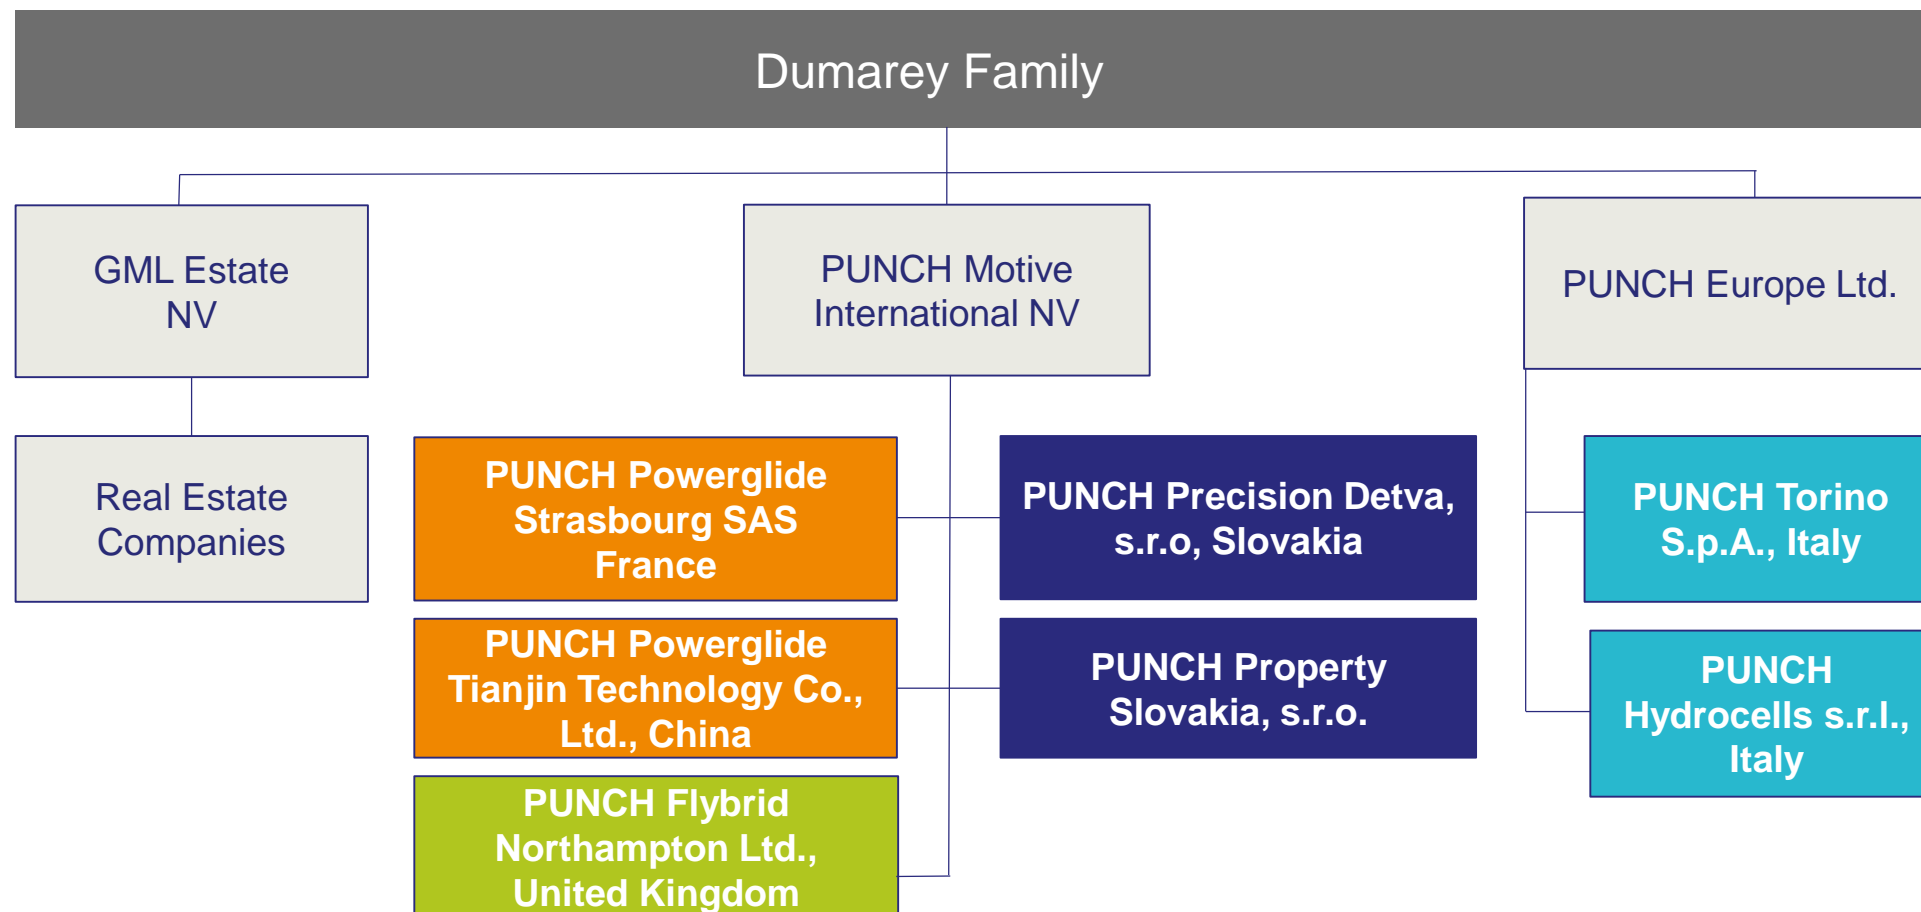 Dumarey Family
GML Estate
NV
PUNCH Motive
International NV
PUNCH Europe Ltd.
Real Estate
Companies
PUNCH Powerglide
Strasbourg SAS
France
PUNCH Precision Detva,
s.r.o, Slovakia
PUNCH Torino
S.p.A., Italy
PUNCH Powerglide
Tianjin Technology Co.,
Ltd., China
PUNCH Property
Slovakia, s.r.o.
PUNCH
Hydrocells s.r.l.,
Italy
PUNCH Flybrid
Northampton Ltd.,
United Kingdom